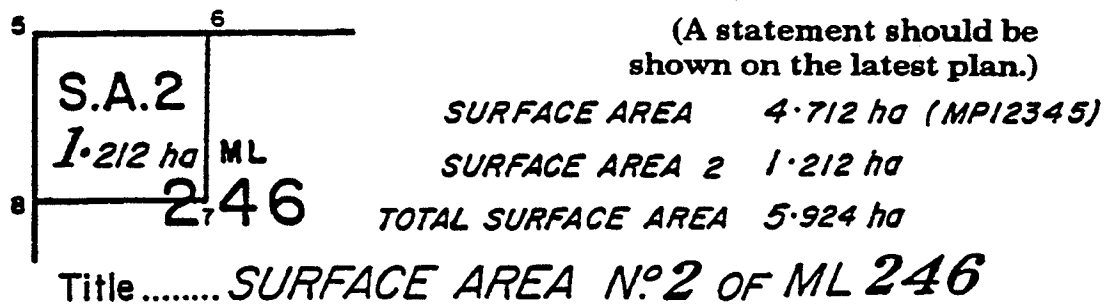 5 6
(A statement should be
shown on the latest plan.)
S.A.2
1.212 ha
ML
246
8 7
SURFACE AREA 4·712 ha (MP12345)
SURFACE AREA 2 1·212 ha
TOTAL SURFACE AREA 5·924 ha
Title........ SURFACE AREA Nº 2 OF ML 246